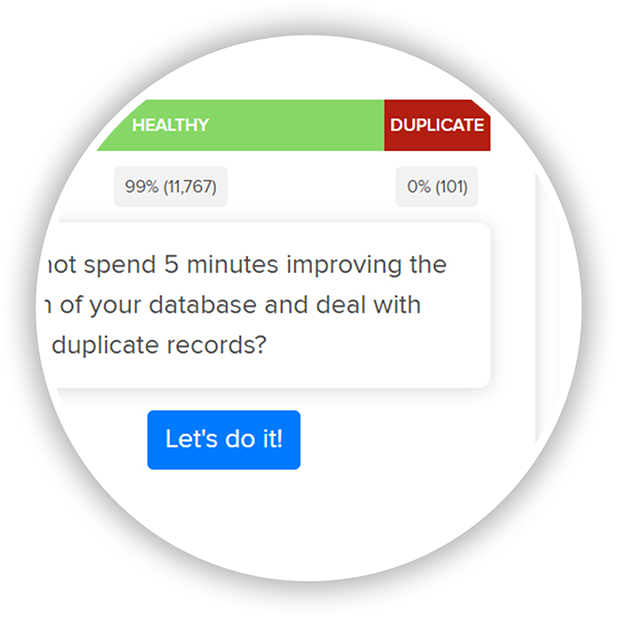 HEALTHY DUPLICATE
99% (11,767) 0% (101)
spend 5 minutes improving the
of your database and deal with
duplicate records?
Let's do it!